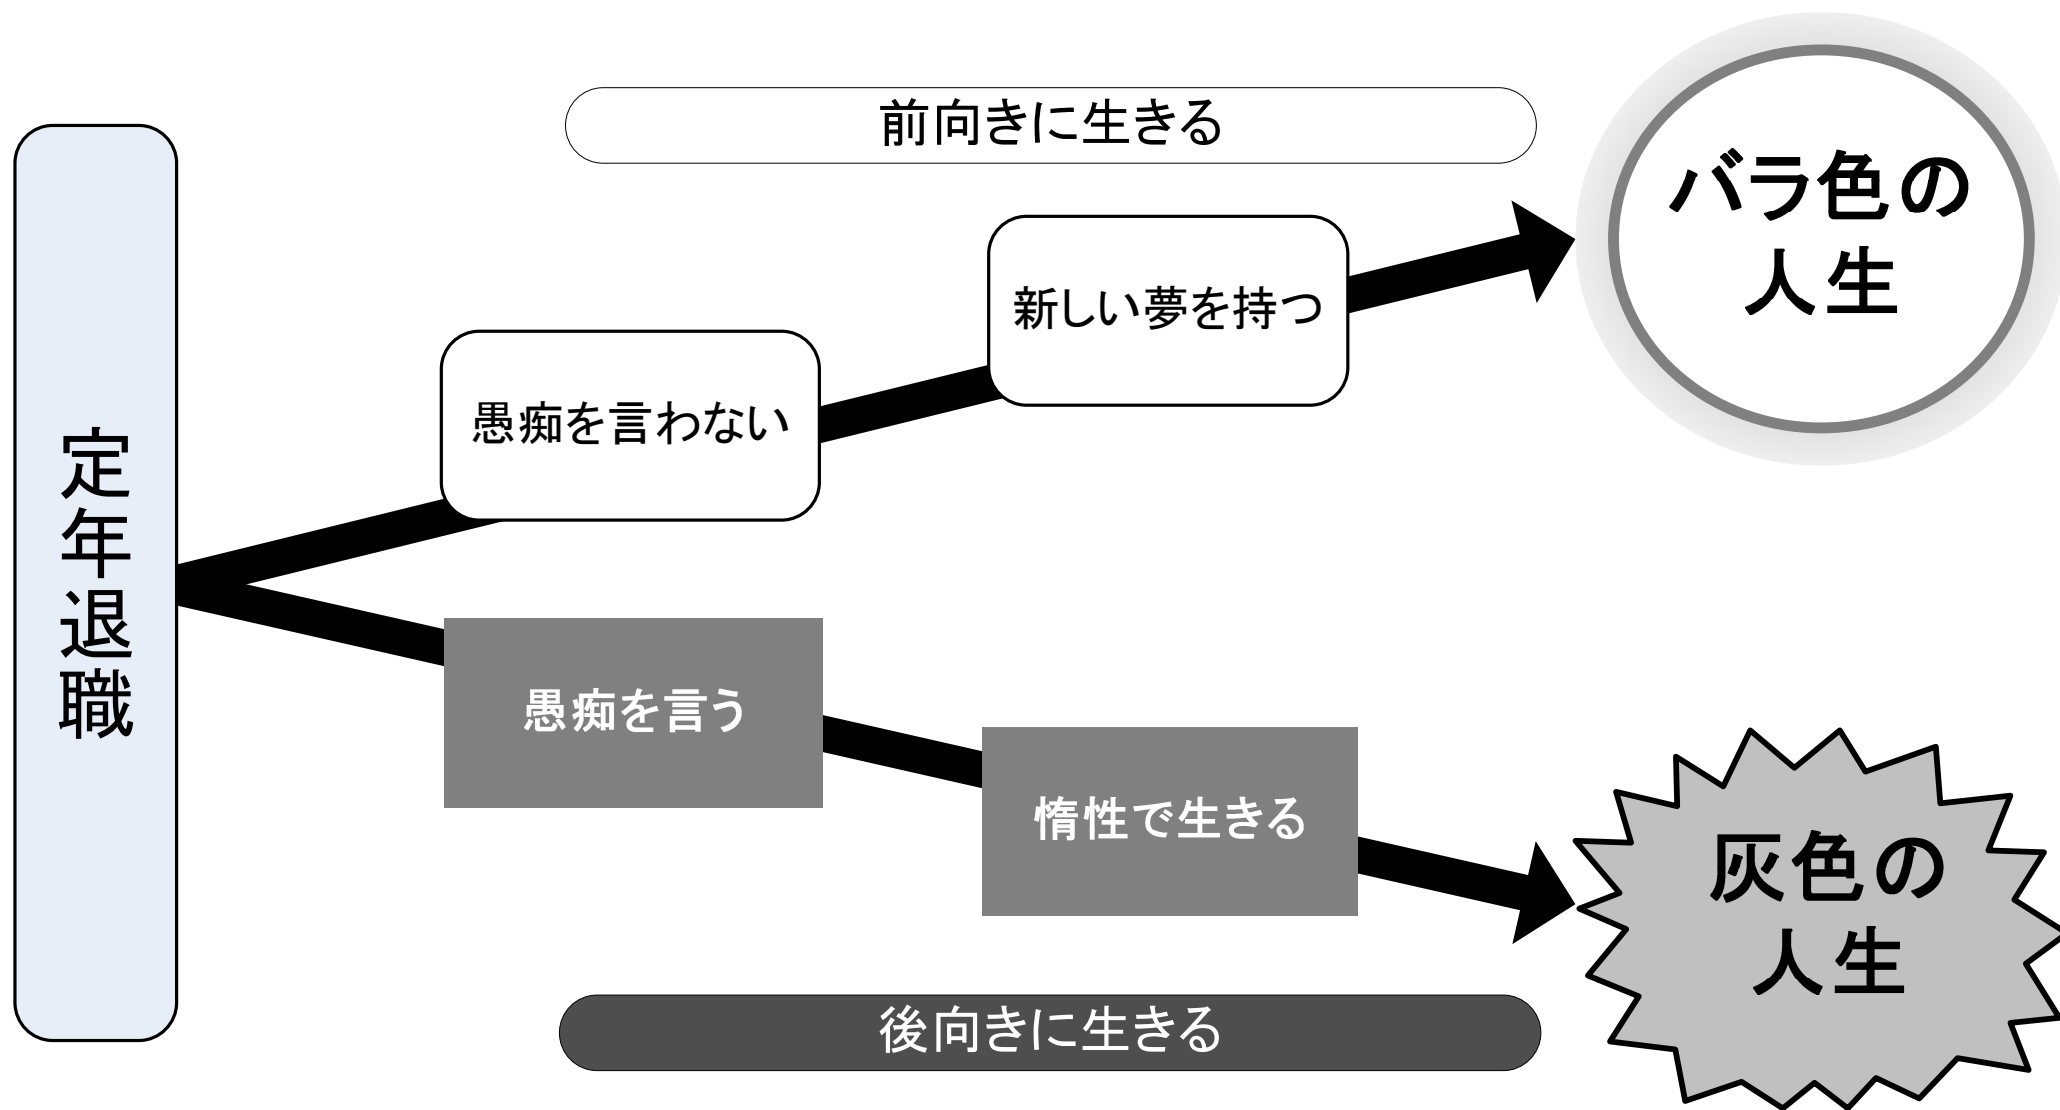 定年退職
前向きに生きる
愚痴を言わない
新しい夢を持つ
バラ色の
人生
愚痴を言う
惰性で生きる
灰色の
人生
後向きに生きる